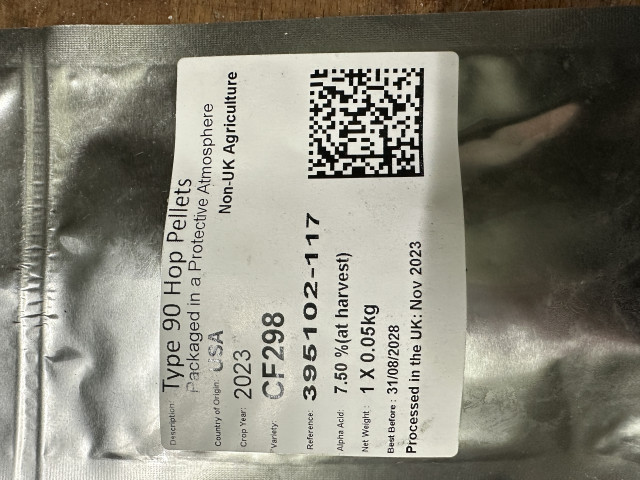 Description: Type 90 Hop Pellets
Packaged in a Protective Atmosphere
Country of Origin: USA Non-UK Agriculture
Crop Year: 2023
Variety: CF298
Reference: 395102-117
Alpha Acid: 7.50 %(at harvest)
Net Weight: 1 X 0.05kg
Best Before: 31/08/2028
Processed in the UK: Nov 2023